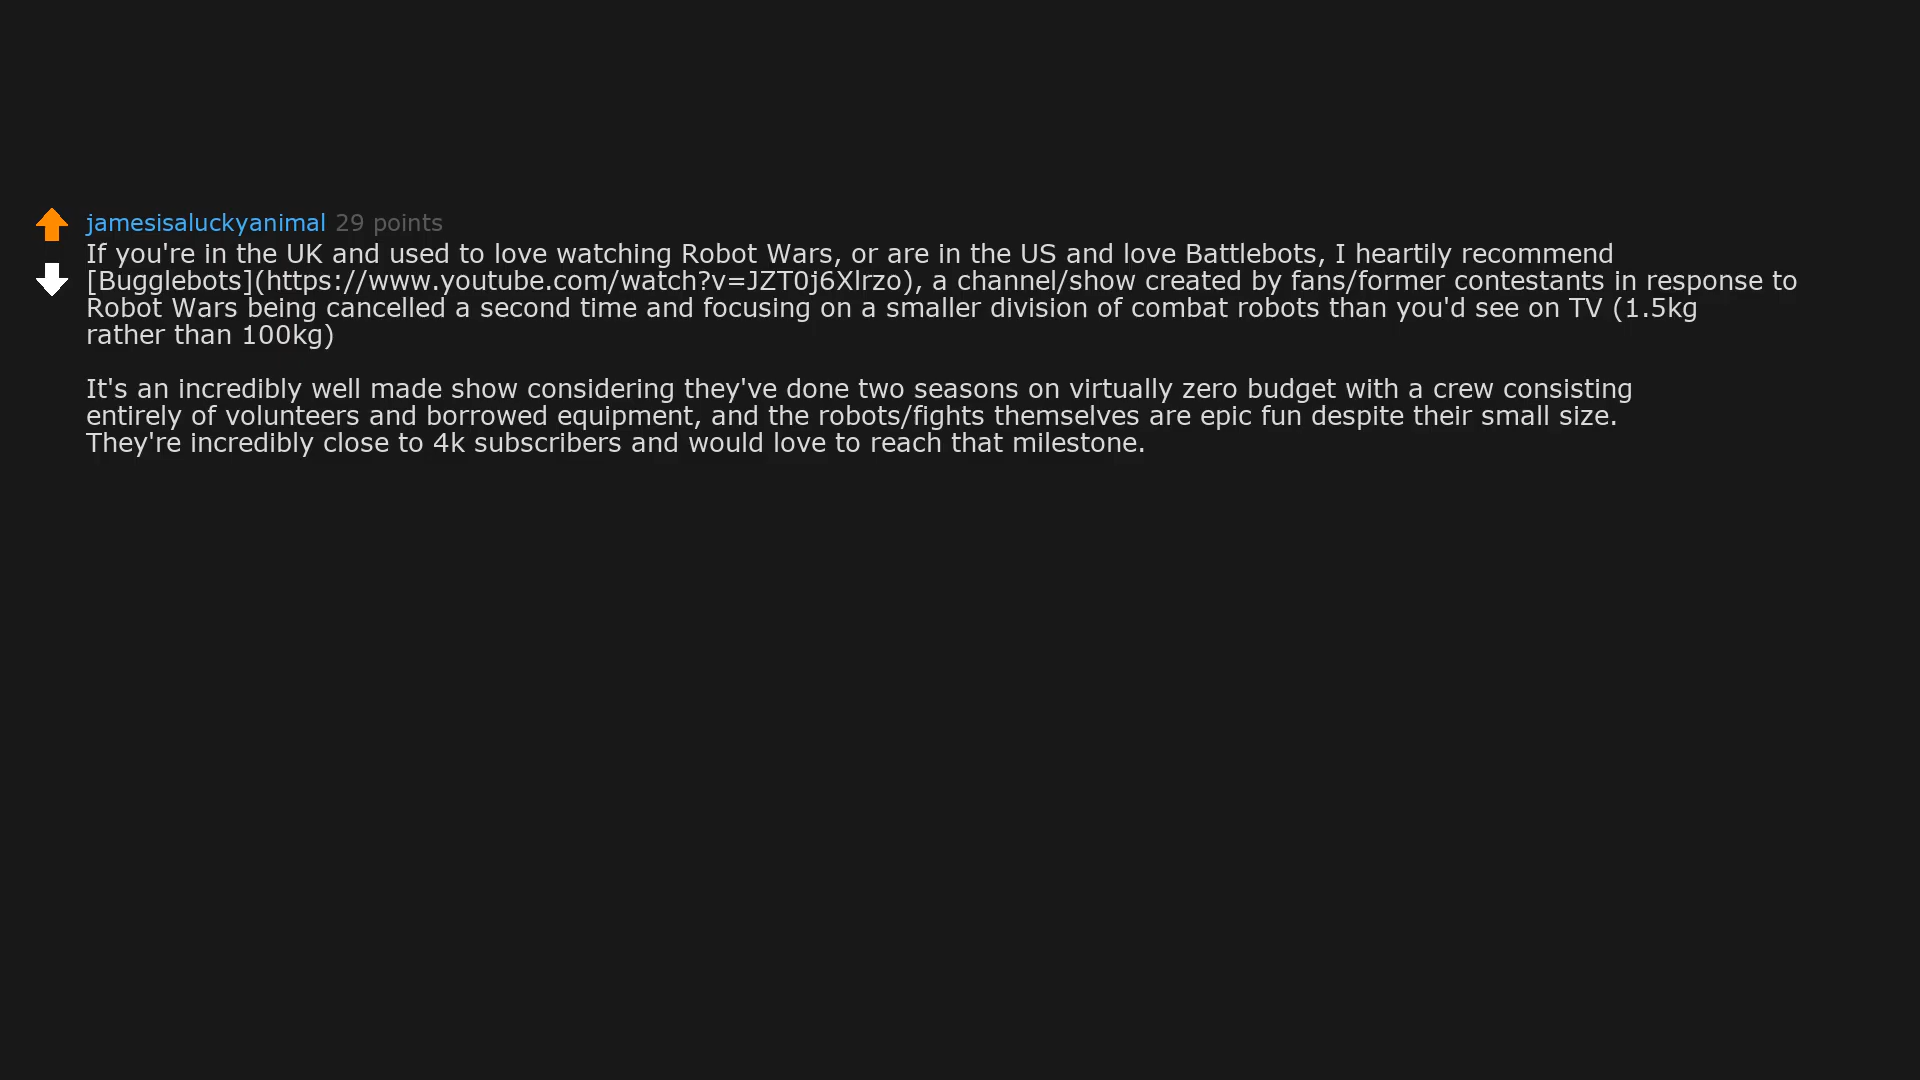 jamesisaluckyanimal 29 points
If you're in the UK and used to love watching Robot Wars, or are in the US and love Battlebots, I heartily recommend
[Bugglebots](https://www.youtube.com/watch?v=JZT0j6Xlrzo), a channel/show created by fans/former contestants in response to
Robot Wars being cancelled a second time and focusing on a smaller division of combat robots than you'd see on TV (1.5kg
rather than 100kg)
It's an incredibly well made show considering they've done two seasons on virtually zero budget with a crew consisting
entirely of volunteers and borrowed equipment, and the robots/fights themselves are epic fun despite their small size.
They're incredibly close to 4k subscribers and would love to reach that milestone.